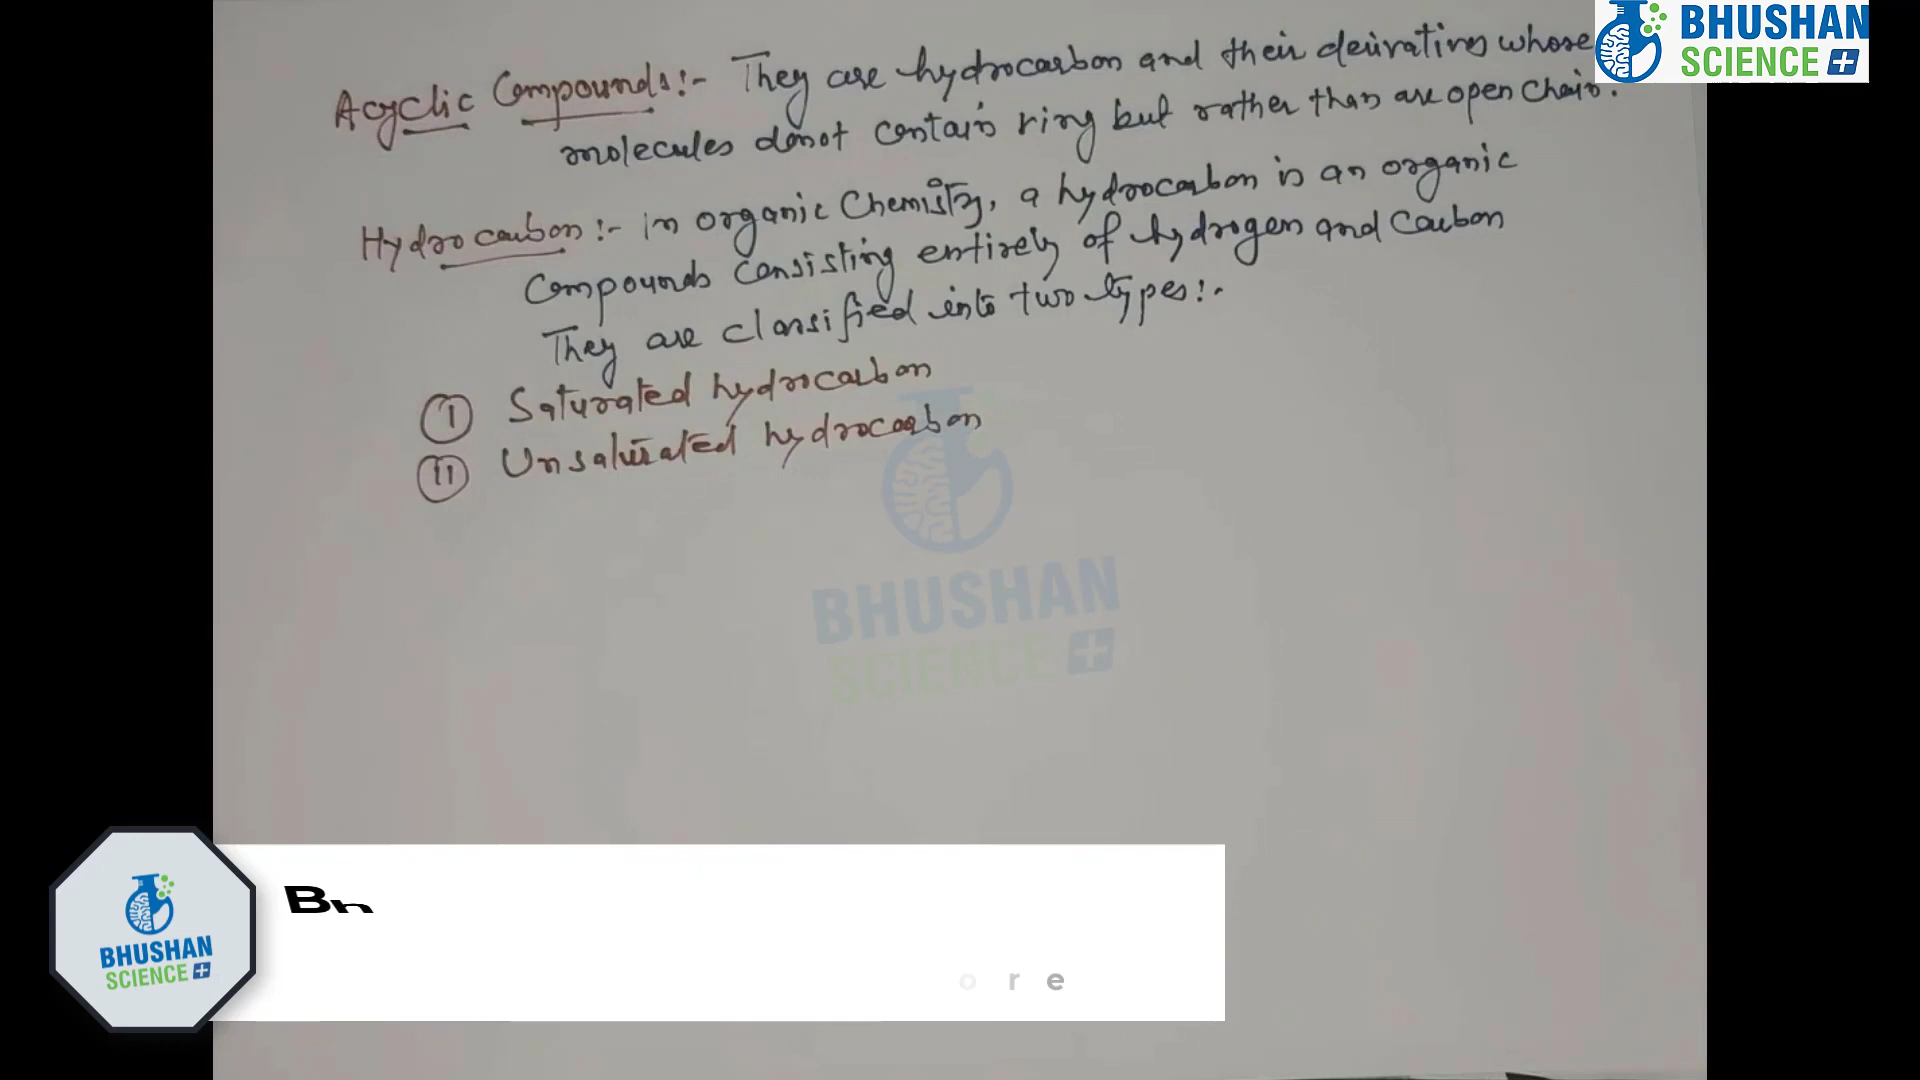 BHUSHAN
SCIENCE
Acyclic Compounds:- They are hydrocarbon and their derivatives whose
molecules donot contain ring but rather than are open chain.
Hydrocarbon :- in organic Chemistry, a hydrocarbon is an organic
Compounds consisting entirely of hydrogen and Carbon
They are classified into two types:-
I Saturated hydrocarbon
II Unsaturated hydrocarbon
BHUSHAN
SCIENCE
BHUSHAN
SCIENCE